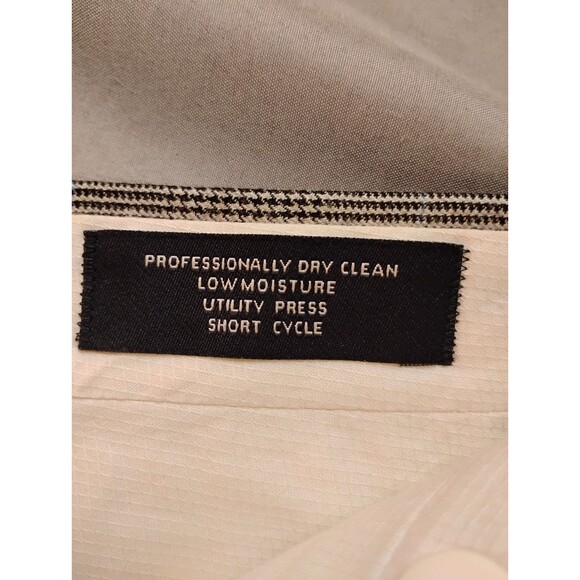 PROFESSIONALLY DRY CLEAN
LOW MOISTURE
UTILITY PRESS
SHORT CYCLE